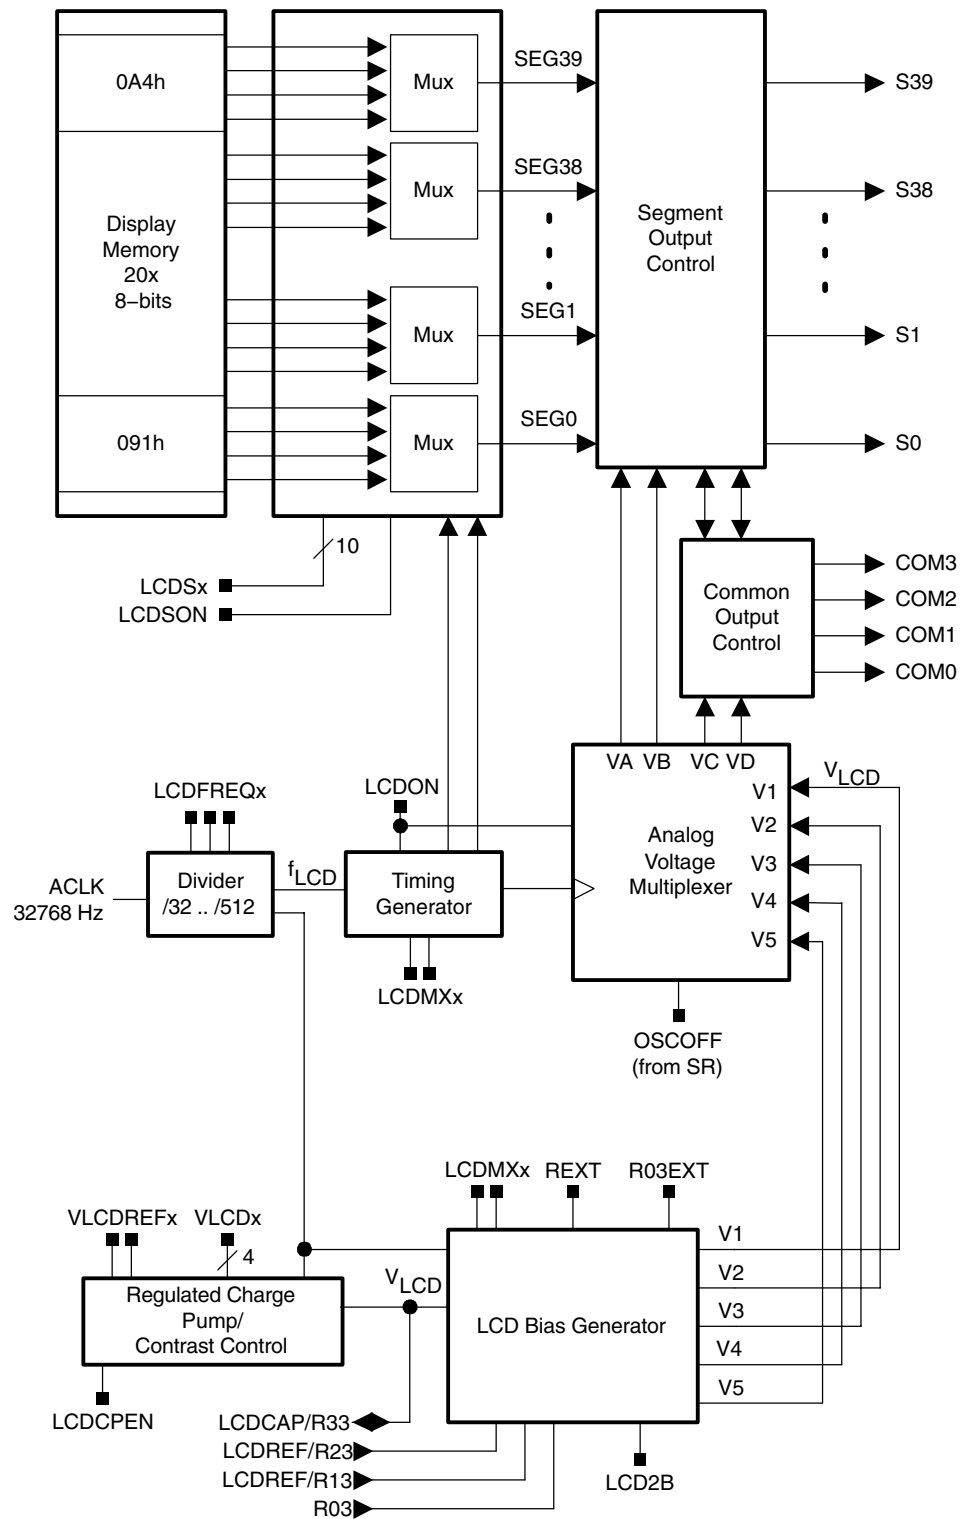 0A4h
Mux
SEG39
S39
Mux
SEG38
S38
Display
Memory
20x
8−bits
Segment
Output
Control
Mux
SEG1
S1
091h
Mux
SEG0
S0
10
LCDSx
LCDSON
Common
Output
Control
COM3
COM2
COM1
COM0
VA VB VC VD
LCDFREQx
LCDON
VLCD
V1
V2
V3
V4
V5
Analog
Voltage
Multiplexer
ACLK
32768 Hz
Divider
/32 .. /512
fLCD
Timing
Generator
LCDMXx
OSCOFF
(from SR)
LCDMXx
REXT
R03EXT
VLCDREFx
VLCDx
4
VLCD
Regulated Charge
Pump/
Contrast Control
LCD Bias Generator
V1
V2
V3
V4
V5
LCDCPEN
LCDCAP/R33
LCDREF/R23
LCDREF/R13
R03
LCD2B